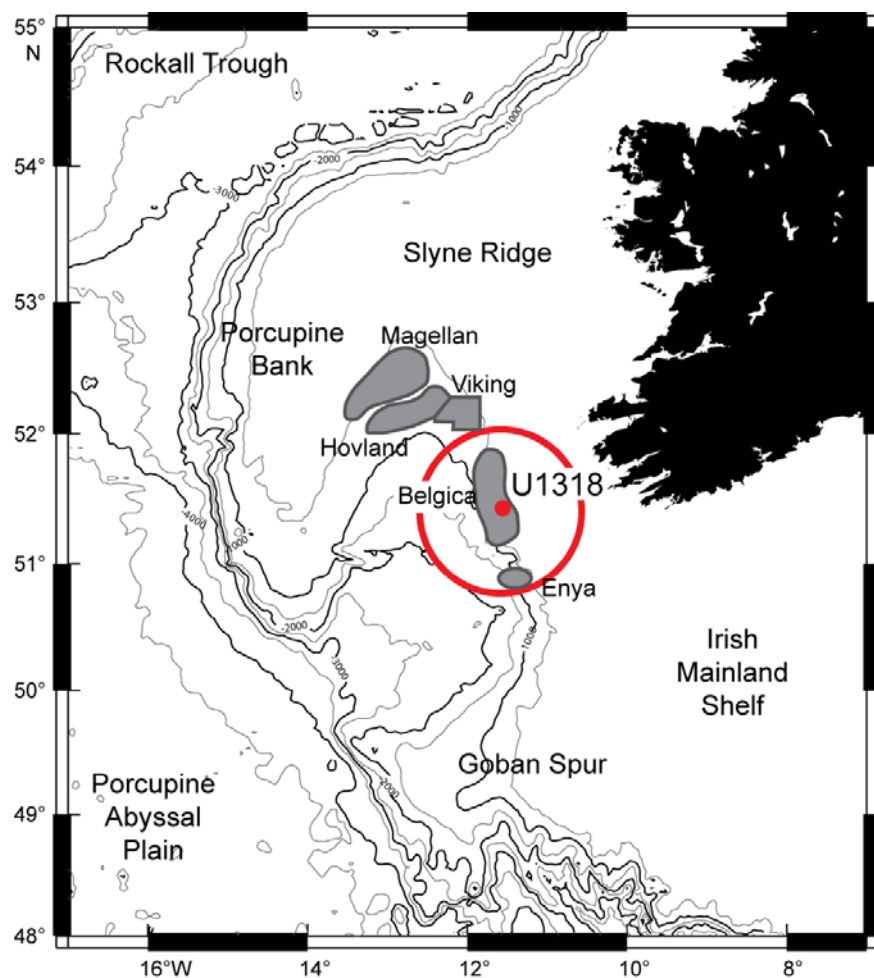 55°
N
Rockall Trough
-1000
-2000
54°
-3000
Slyne Ridge
53°
Porcupine
Bank
Magellan
Viking
52°
Hovland
Belgica
U1318
-4000
51°
Enya
-2000
1000
Irish
Mainland
Shelf
-3000
50°
Goban Spur
-2000
Porcupine
Abyssal
Plain
49°
48°
16°W
14°
12°
10°
8°